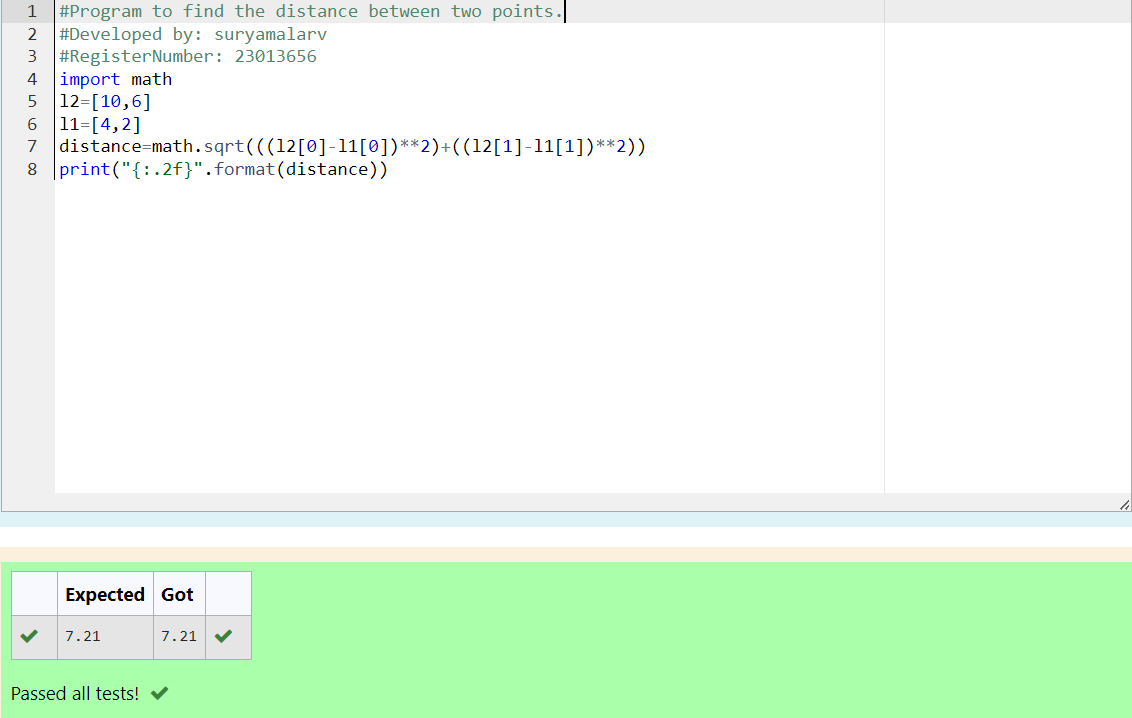 1 #Program to find the distance between two points.
2 #Developed by: suryamalarv
3 #RegisterNumber: 23013656
4 import math
5 l2=[10,6]
6 l1=[4,2]
7 distance=math.sqrt(((l2[0]-l1[0])**2)+((l2[1]-l1[1])**2))
8 print("{:.2f}".format(distance))
Expected Got
7.21 7.21
Passed all tests!